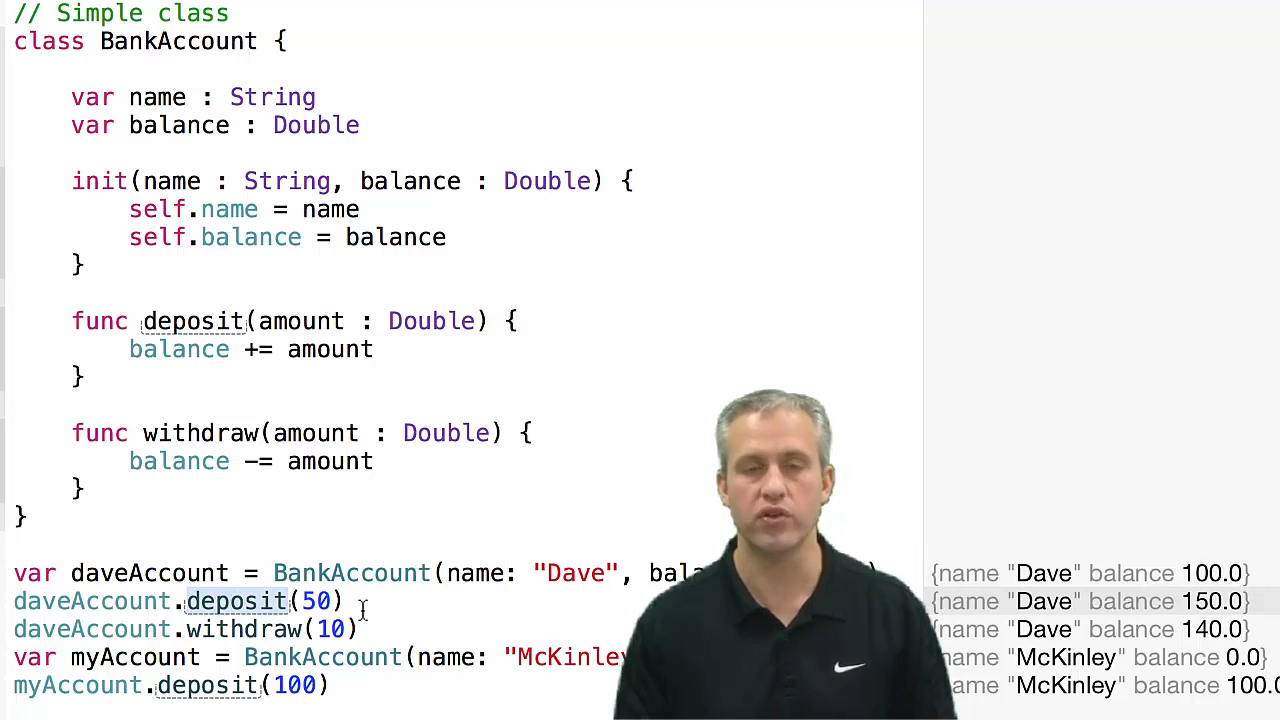 // Simple class
class BankAccount {
var name : String
var balance : Double
init(name : String, balance : Double) {
self.name = name
self.balance = balance
}
func deposit(amount : Double) {
balance += amount
}
func withdraw(amount : Double) {
balance -= amount
}
}
var daveAccount = BankAccount(name: "Dave", )
{name "Dave" balance 100.0}
daveAccount.deposit(50)
{name "Dave" balance 150.0}
daveAccount.withdraw(10)
{name "Dave" balance 140.0}
var myAccount = BankAccount(name: "McKinley
name "McKinley" balance 0.0}
myAccount.deposit(100)
name "McKinley" balance 100.